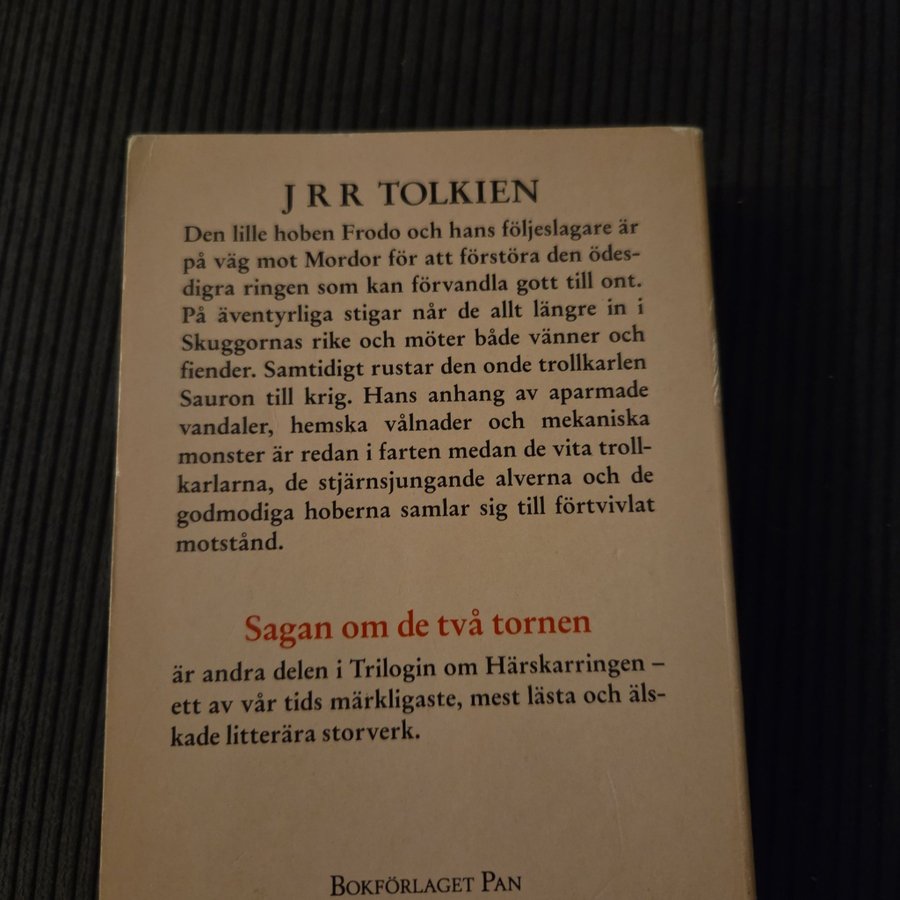 J R R TOLKIEN
Den lille hoben Frodo och hans följeslagare är
på väg mot Mordor för att förstöra den ödes-
digra ringen som kan förvandla gott till ont.
På äventyrliga stigar når de allt längre in i
Skuggornas rike och möter både vänner och
fiender. Samtidigt rustar den onde trollkarlen
Sauron till krig. Hans anhang av aparmade
vandaler, hemska vålnader och mekaniska
monster är redan i farten medan de vita troll-
karlarna, de stjärnsjungande alverna och de
godmodiga hoberna samlar sig till förtvivlat
motstånd.
Sagan om de två tornen
är andra delen i Trilogin om Härskarringen –
ett av vår tids märkligaste, mest lästa och äls-
kade litterära storverk.
BOKFÖRLAGET PAN